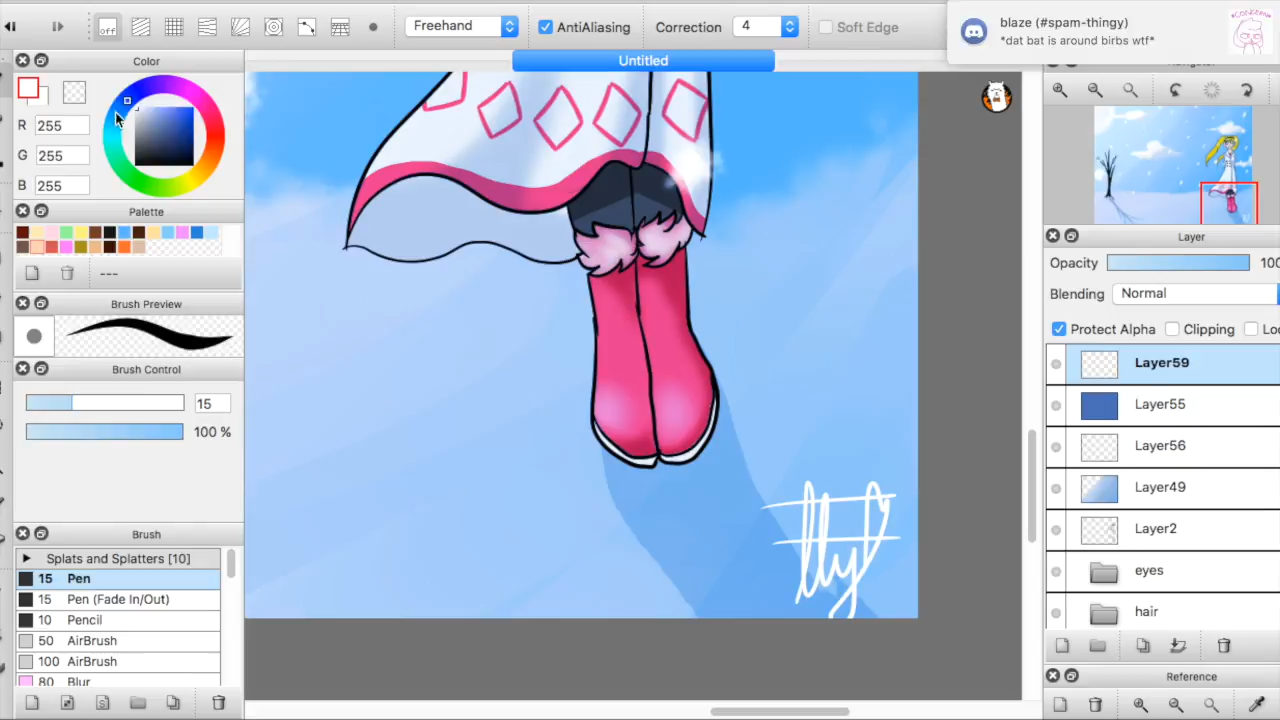 blaze (#spam-thingy)
*dat bat is around birbs wtf*
off
Freehand
AntiAliasing
Correction
4
Soft Edge
Untitled
Color
R 255
G 255
B 255
Palette
---
Brush Preview
Brush Control
15
100 %
Brush
Splats and Splatters [10]
15 Pen
15 Pen (Fade In/Out)
10 Pencil
50 AirBrush
100 AirBrush
80 Blur
Layer
Opacity 100
Blending Normal
Protect Alpha Clipping
Layer59
Layer55
Layer56
Layer49
Layer2
eyes
hair
Reference